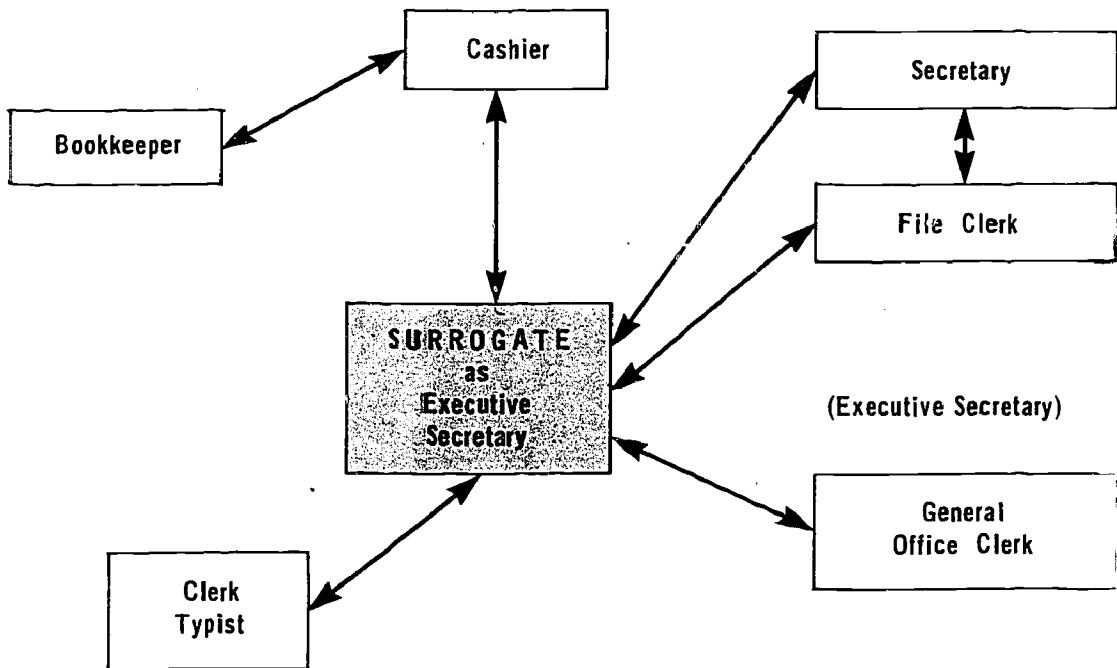 Cashier
Secretary
Bookkeeper
File Clerk
SURROGATE
as
Executive
Secretary
(Executive Secretary)
General
Office Clerk
Clerk
Typist